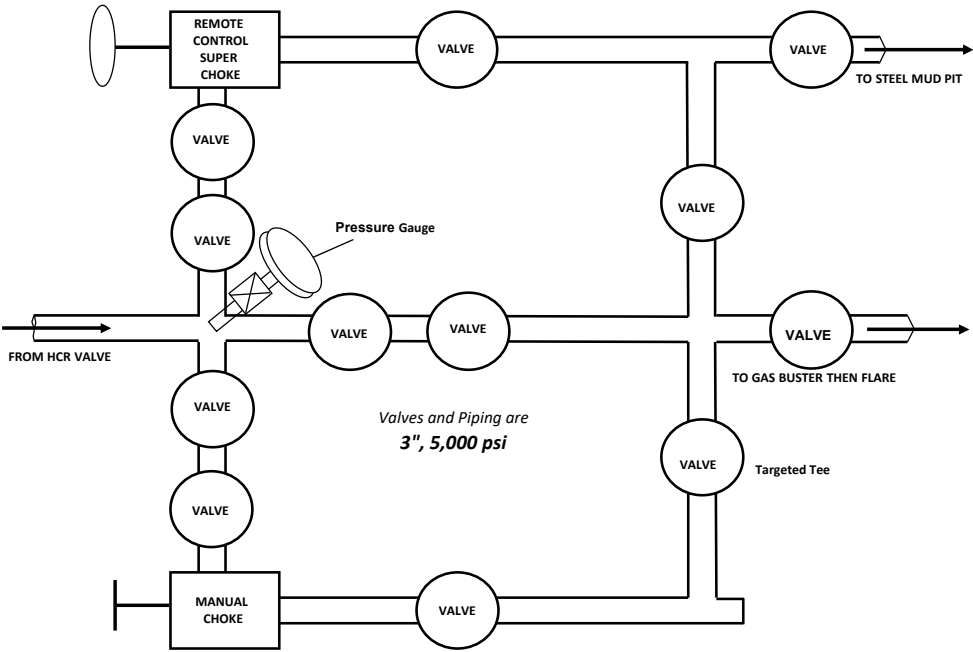 REMOTE
CONTROL
SUPER
CHOKE
VALVE
VALVE
TO STEEL MUD PIT
VALVE
VALVE
VALVE
Pressure Gauge
VALVE
VALVE
VALVE
FROM HCR VALVE
TO GAS BUSTER THEN FLARE
VALVE
Valves and Piping are
3", 5,000 psi
VALVE
Targeted Tee
VALVE
MANUAL
CHOKE
VALVE